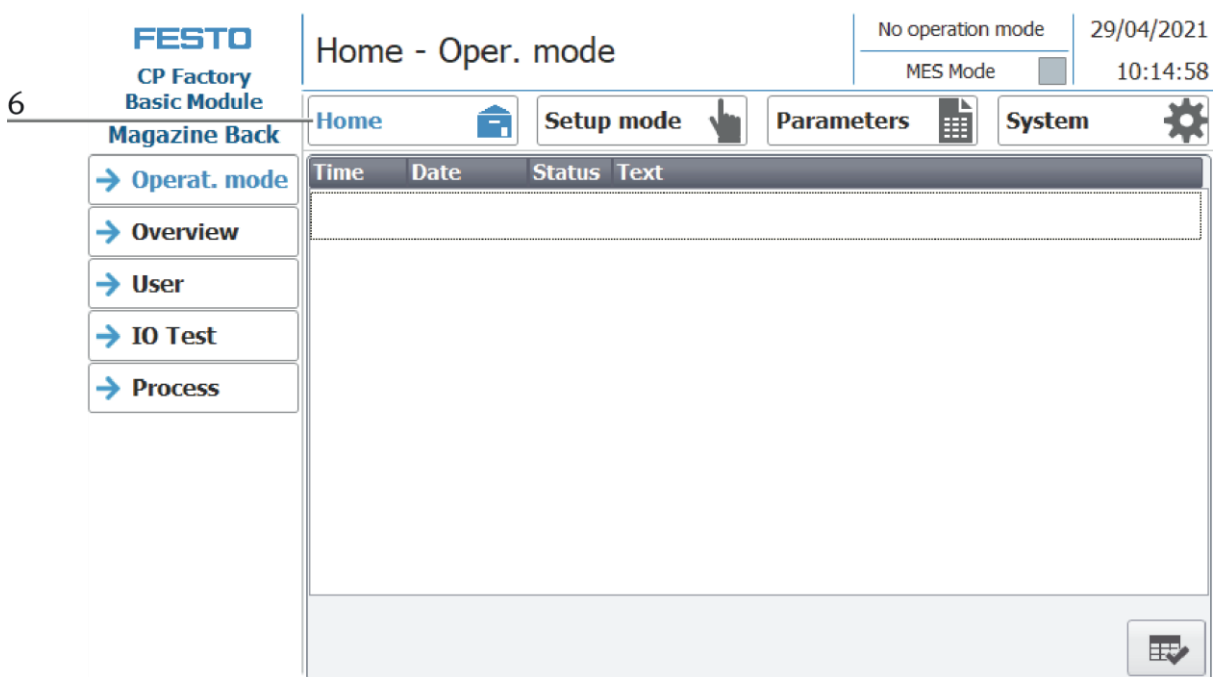 FESTO
CP Factory
Basic Module
Magazine Back
Home - Oper. mode
No operation mode
MES Mode
29/04/2021
10:14:58
6
Home
Setup mode
Parameters
System
Operat. mode
Overview
User
IO Test
Process
Time Date Status Text